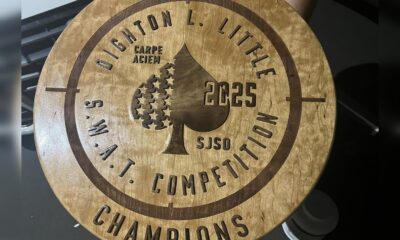 DIGHTON L. LITTLE
CARPE
ACIEM
2025
SJSO
S.W.A.T. COMPETITION
CHAMPIONS